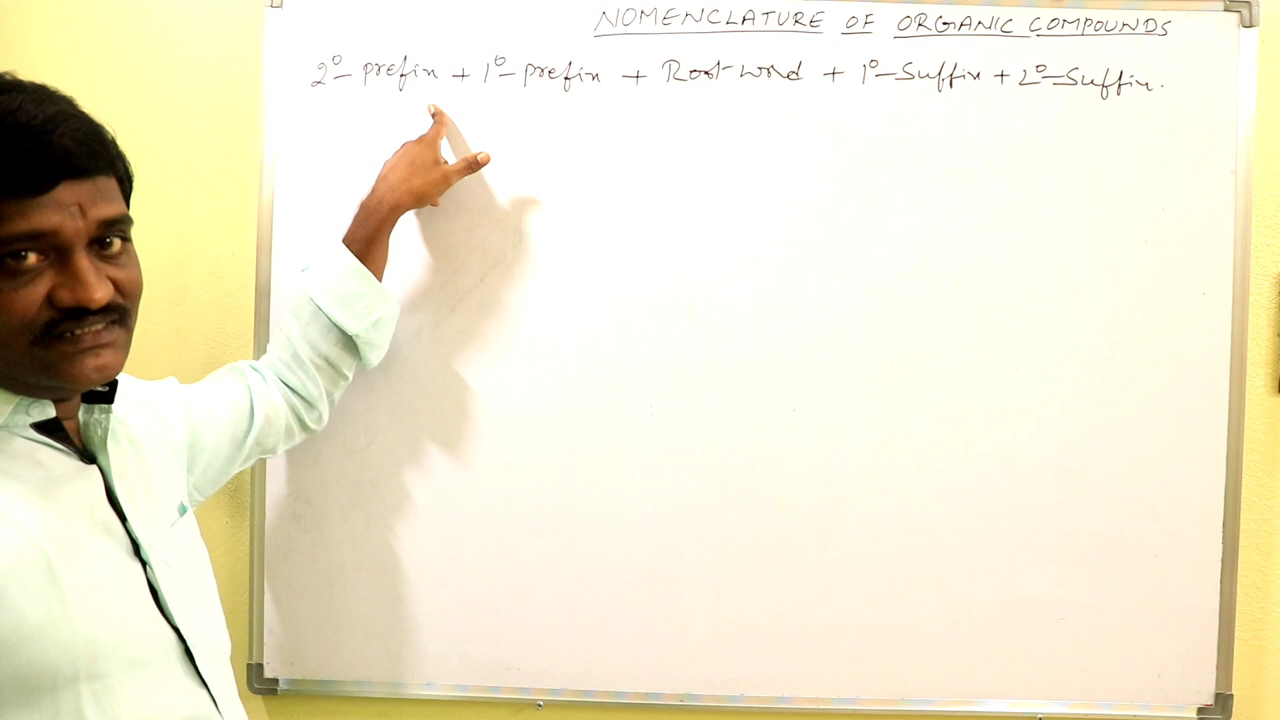 NOMENCLATURE OF ORGANIC COMPOUNDS
2°-prefix + 1°-prefix + Root word + 1°-Suffix + 2°-Suffix.